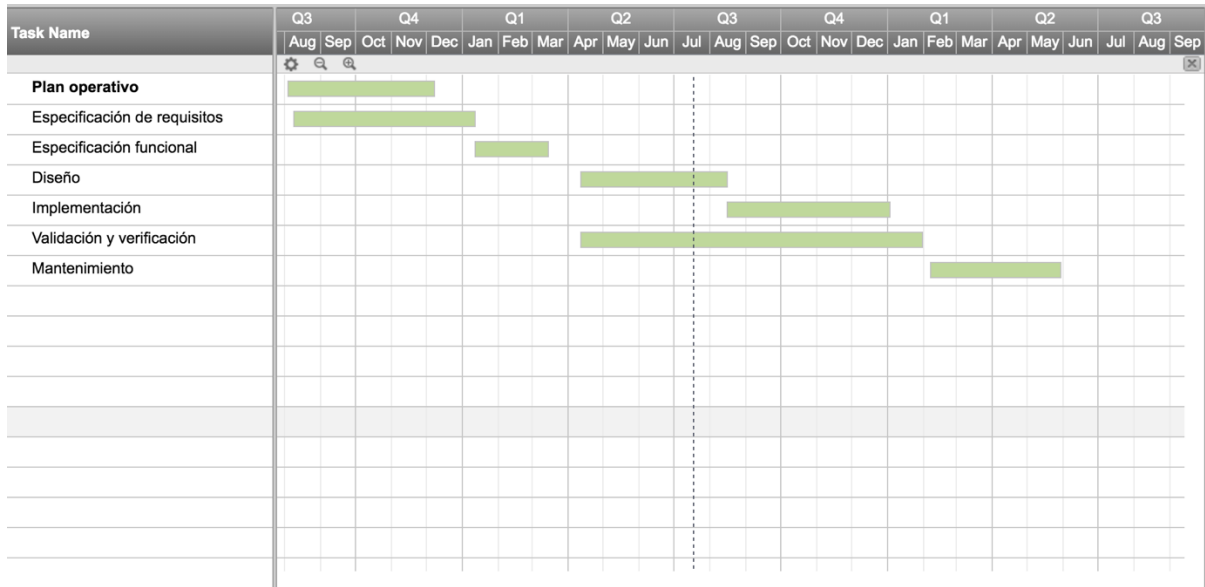 Task Name
Q3 Q4 Q1 Q2 Q3 Q4 Q1 Q2 Q3
Aug Sep Oct Nov Dec Jan Feb Mar Apr May Jun Jul Aug Sep Oct Nov Dec Jan Feb Mar Apr May Jun Jul Aug Sep
Plan operativo
Especificación de requisitos
Especificación funcional
Diseño
Implementación
Validación y verificación
Mantenimiento